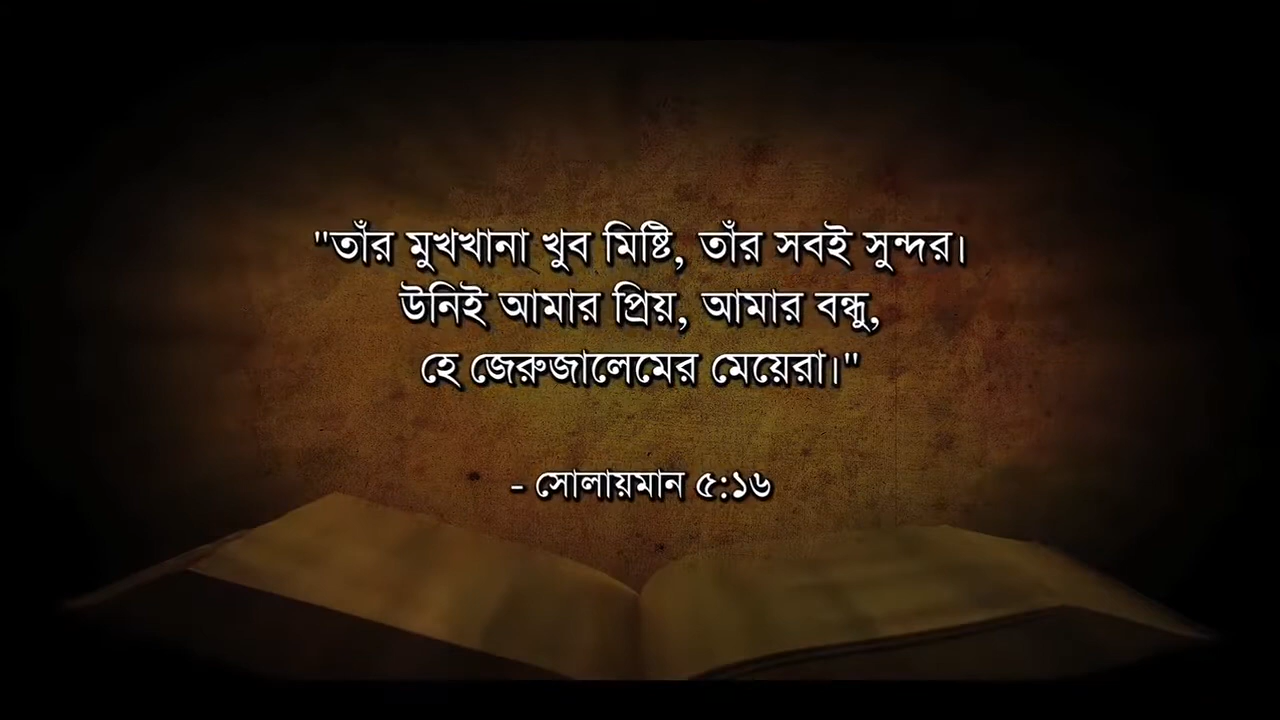 "তাঁর মুখখানা খুব মিষ্টি, তাঁর সবই সুন্দর।
উনিই আমার প্রিয়, আমার বন্ধু,
হে জেরুজালেমের মেয়েরা।"
- সোলায়মান ৫:১৬